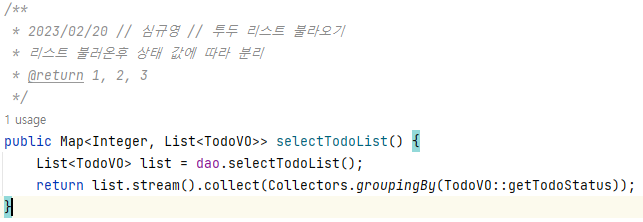 /**
 * 2023/02/20 // 심규영 // 투두 리스트 불라오기
 * 리스트 불러온후 상태 값에 따라 분리
 * @return 1, 2, 3
 */
1 usage
public Map<Integer, List<TodoVO>> selectTodoList() {
    List<TodoVO> list = dao.selectTodoList();
    return list.stream().collect(Collectors.groupingBy(TodoVO::getTodoStatus));
}